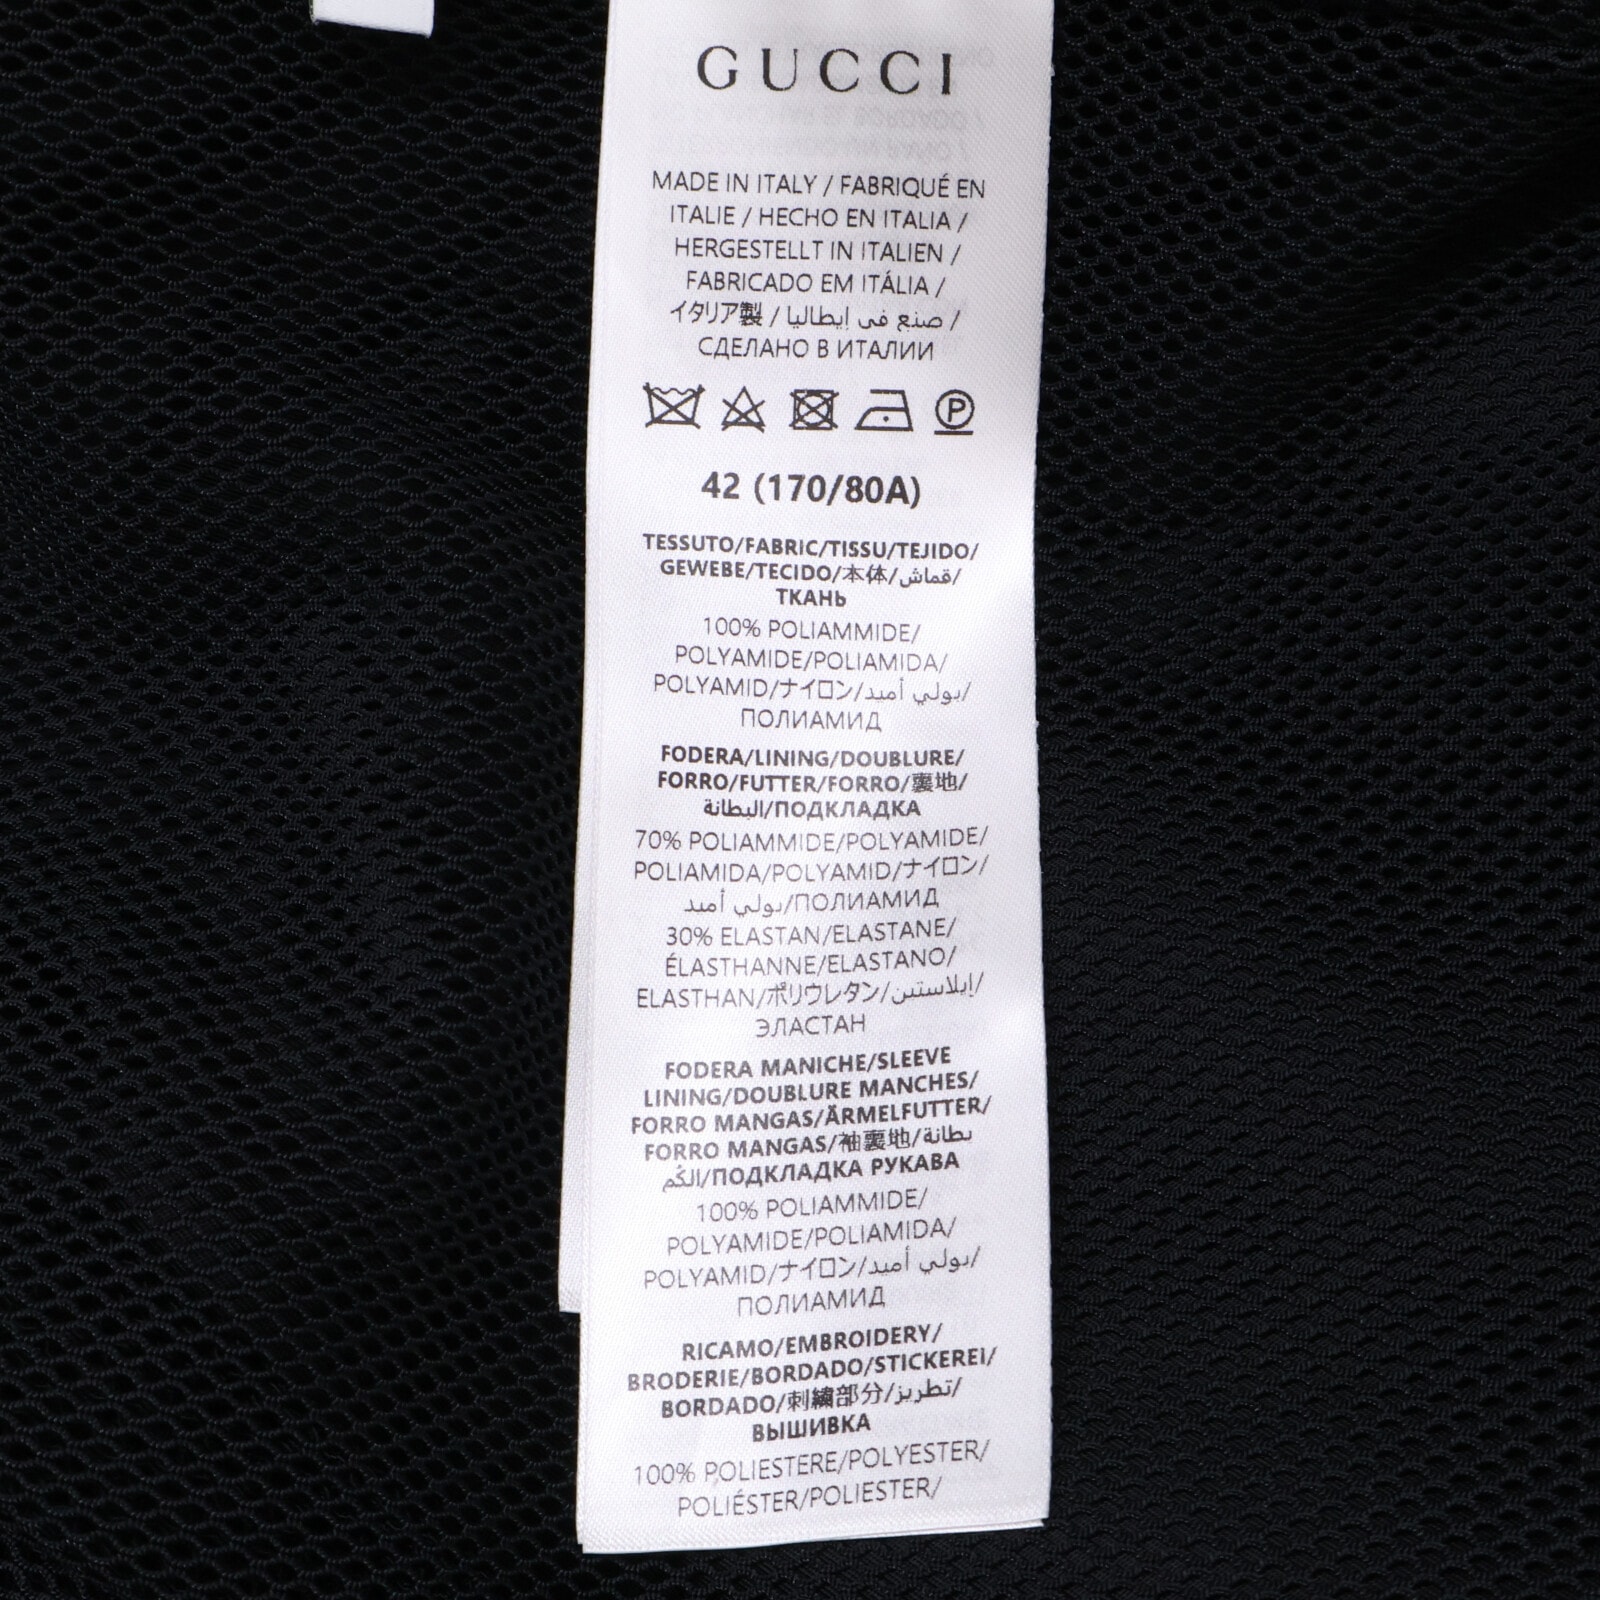 GUCCI
MADE IN ITALY / FABRIQUÉ EN
ITALIE / HECHO EN ITALIA /
HERGESTELLT IN ITALIEN /
FABRICADO EM ITÁLIA /
イタリア製 / صنع في إيطاليا /
СДЕЛАНО В ИТАЛИИ
P
42 (170/80A)
TESSUTO/FABRIC/TISSU/TEJIDO/
GEWEBE/TECIDO/本体/قماش/
ТКАНЬ
100% POLIAMMIDE/
POLYAMIDE/POLIAMIDA/
POLYAMID/ナイロン/بولي أميد/
ПОЛИАМИД
FODERA/LINING/DOUBLURE/
FORRO/FUTTER/FORRO/裏地/
البطانة/ПОДКЛАДКА
70% POLIAMMIDE/POLYAMIDE/
POLIAMIDA/POLYAMID/ナイロン/
بولي أميد/ПОЛИАМИД
30% ELASTAN/ELASTANE/
ÉLASTHANNE/ELASTANO/
ELASTHAN/ポリウレタン/إيلاستين/
ЭЛАСТАН
FODERA MANICHE/SLEEVE
LINING/DOUBLURE MANCHES/
FORRO MANGAS/ÄRMELFUTTER/
FORRO MANGAS/袖裏地/بطانة
الكُم/ПОДКЛАДКА РУКАВА
100% POLIAMMIDE/
POLYAMIDE/POLIAMIDA/
POLYAMID/ナイロン/بولي أميد/
ПОЛИАМИД
RICAMO/EMBROIDERY/
BRODERIE/BORDADO/STICKEREI/
BORDADO/刺繍部分/تطريز/
ВЫШИВКА
100% POLIESTERE/POLYESTER/
POLIÉSTER/POLIESTER/